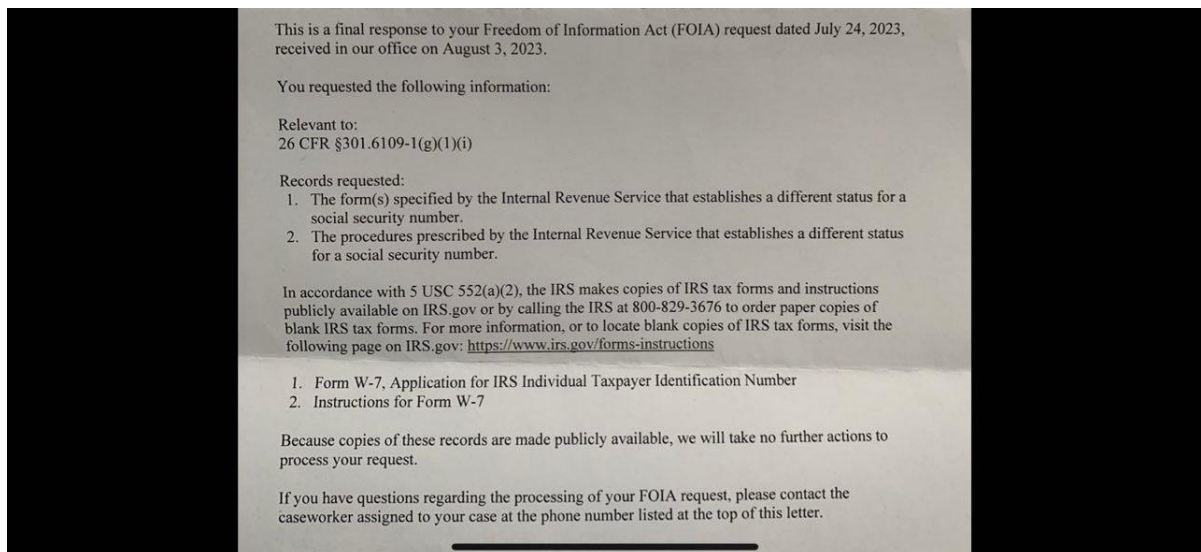 This is a final response to your Freedom of Information Act (FOIA) request dated July 24, 2023,
received in our office on August 3, 2023.
You requested the following information:
Relevant to:
26 CFR §301.6109-1(g)(1)(i)
Records requested:
1. The form(s) specified by the Internal Revenue Service that establishes a different status for a
social security number.
2. The procedures prescribed by the Internal Revenue Service that establishes a different status
for a social security number.
In accordance with 5 USC 552(a)(2), the IRS makes copies of IRS tax forms and instructions
publicly available on IRS.gov or by calling the IRS at 800-829-3676 to order paper copies of
blank IRS tax forms. For more information, or to locate blank copies of IRS tax forms, visit the
following page on IRS.gov: https://www.irs.gov/forms-instructions
1. Form W-7, Application for IRS Individual Taxpayer Identification Number
2. Instructions for Form W-7
Because copies of these records are made publicly available, we will take no further actions to
process your request.
If you have questions regarding the processing of your FOIA request, please contact the
caseworker assigned to your case at the phone number listed at the top of this letter.